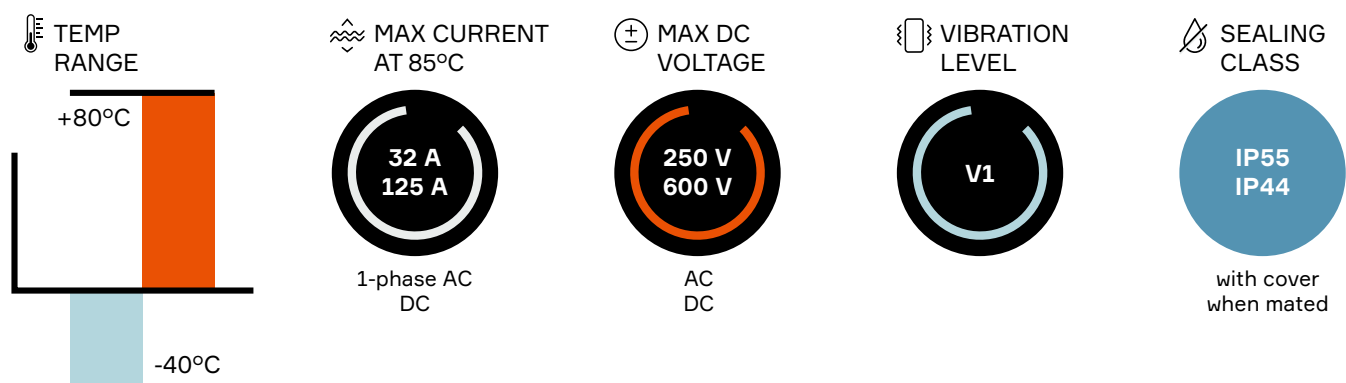 TEMP
RANGE
+80°C
-40°C
MAX CURRENT
AT 85°C
32 A
125 A
1-phase AC
DC
MAX DC
VOLTAGE
250 V
600 V
AC
DC
VIBRATION
LEVEL
V1
SEALING
CLASS
IP55
IP44
with cover
when mated